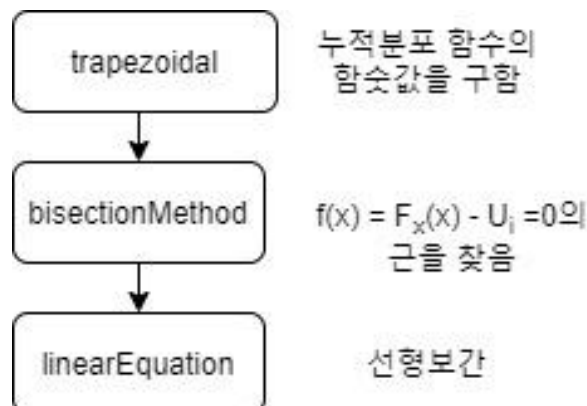 trapezoidal
누적분포 함수의
함숫값을 구함
bisectionMethod
f(x) = Fₓ(x) - Uᵢ =0의
근을 찾음
linearEquation
선형보간